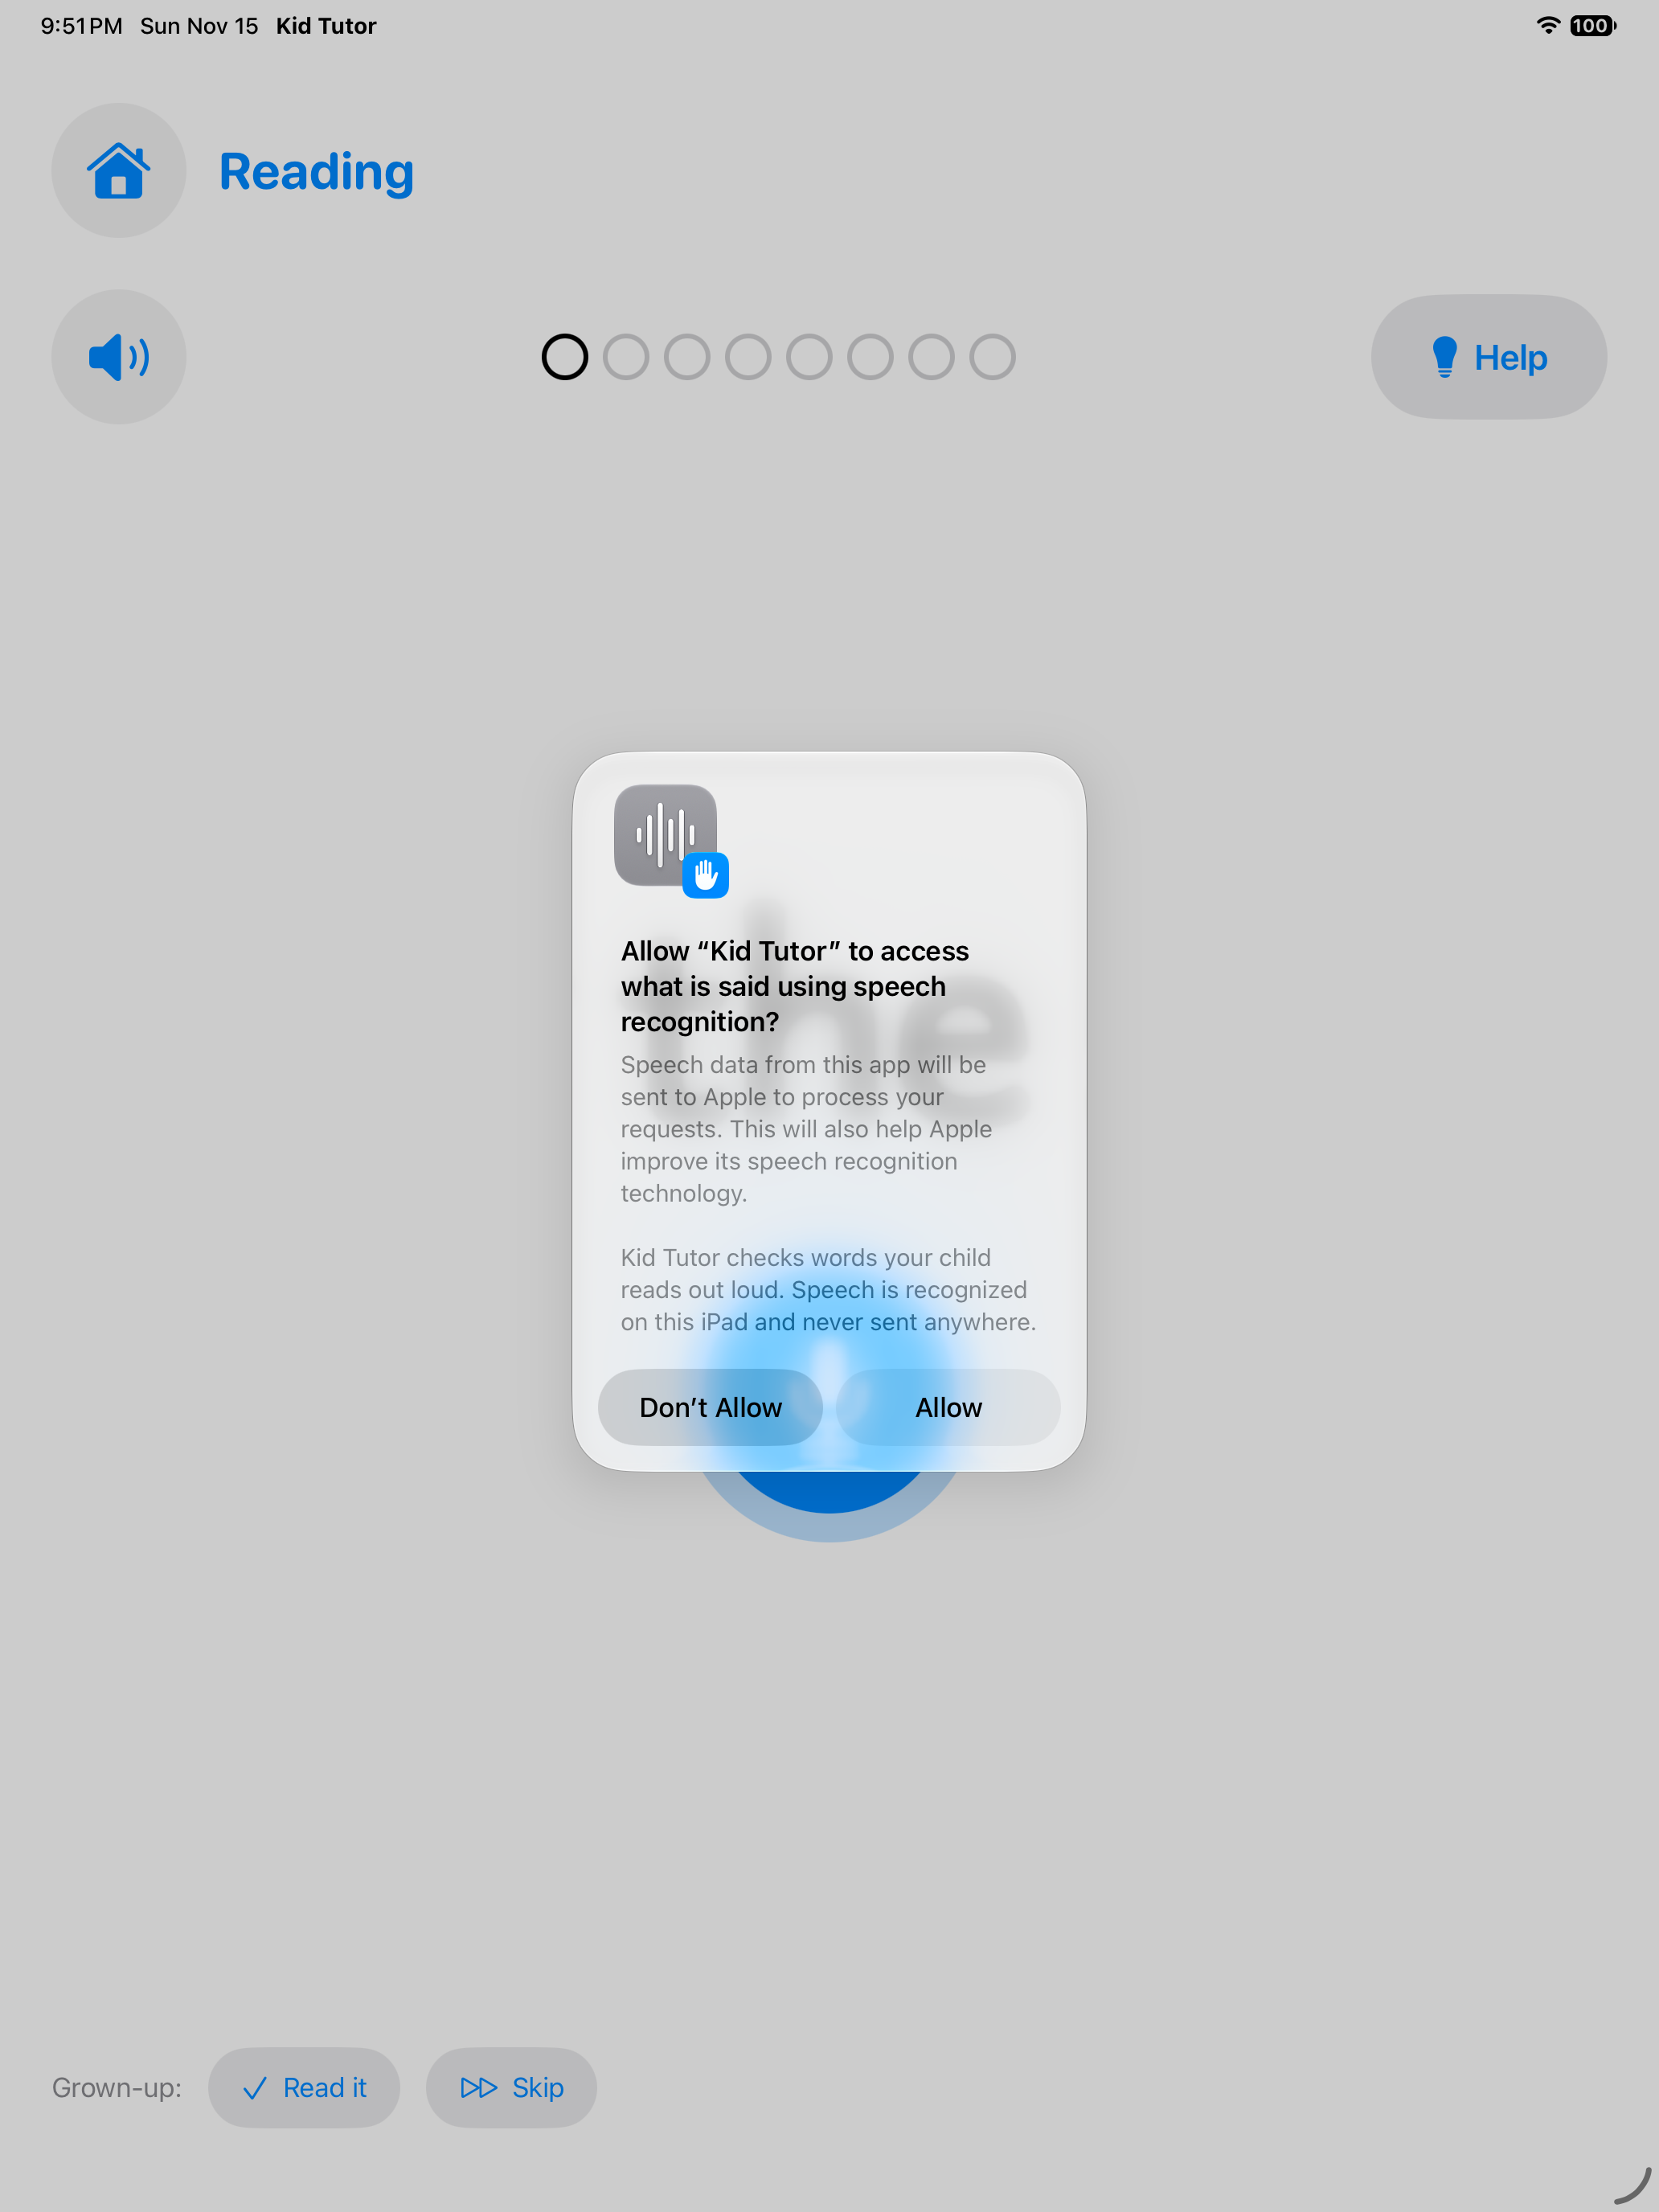 9:51 PM Sun Nov 15 Kid Tutor 100
Reading
Help
the
Allow “Kid Tutor” to access
what is said using speech
recognition?
Speech data from this app will be
sent to Apple to process your
requests. This will also help Apple
improve its speech recognition
technology.
Kid Tutor checks words your child
reads out loud. Speech is recognized
on this iPad and never sent anywhere.
Don’t Allow
Allow
Grown-up:
Read it
Skip